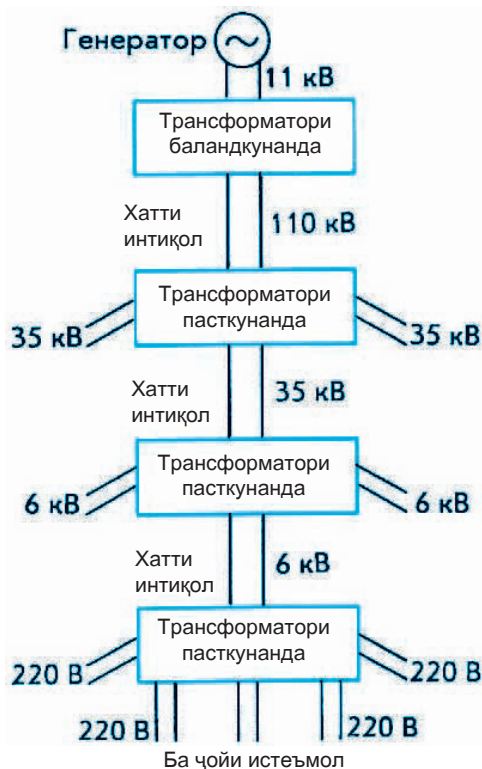 Генератор
11 кВ
Трансформатори
баландкунанда
Хатти
интиқол
110 кВ
Трансформатори
пасткунанда
35 кВ
35 кВ
Хатти
интиқол
35 кВ
Трансформатори
пасткунанда
6 кВ
6 кВ
Хатти
интиқол
6 кВ
Трансформатори
пасткунанда
220 В
220 В
220 В
220 В
Ба ҷойи истеъмол